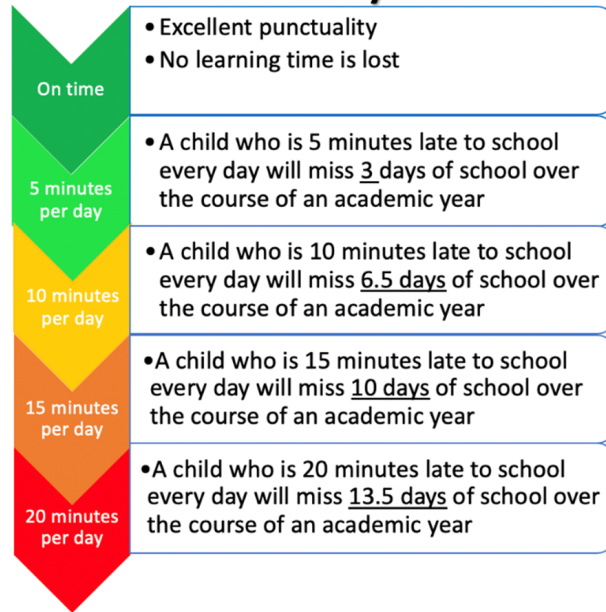 On time
• Excellent punctuality
• No learning time is lost
5 minutes
per day
• A child who is 5 minutes late to school
every day will miss 3 days of school over
the course of an academic year
10 minutes
per day
• A child who is 10 minutes late to school
every day will miss 6.5 days of school over
the course of an academic year
15 minutes
per day
•A child who is 15 minutes late to school
every day will miss 10 days of school over
the course of an academic year
20 minutes
per day
•A child who is 20 minutes late to school
every day will miss 13.5 days of school over
the course of an academic year